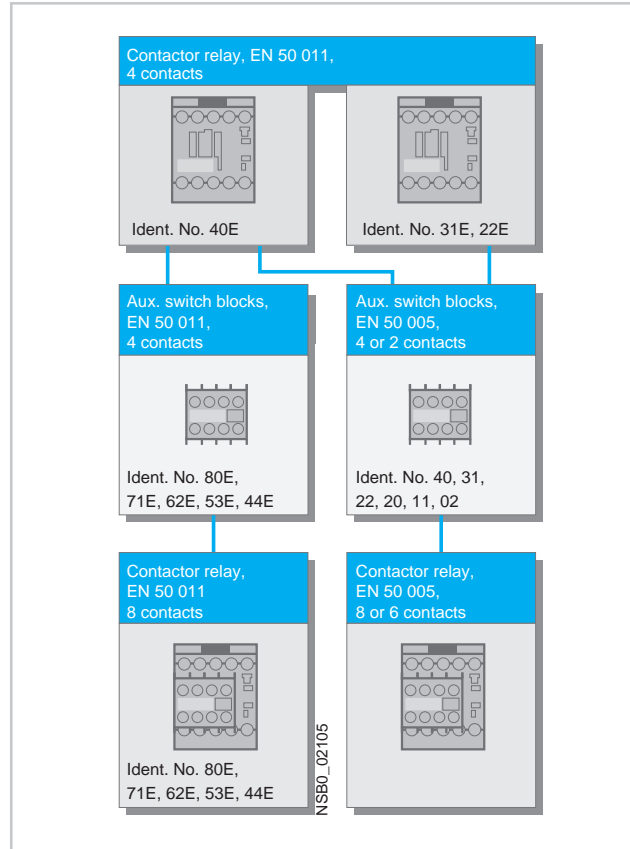 Contactor relay, EN 50 011,
4 contacts
Ident. No. 40E
Ident. No. 31E, 22E
Aux. switch blocks,
EN 50 011,
4 contacts
Ident. No. 80E,
71E, 62E, 53E, 44E
Aux. switch blocks,
EN 50 005,
4 or 2 contacts
Ident. No. 40, 31,
22, 20, 11, 02
Contactor relay,
EN 50 011
8 contacts
Ident. No. 80E,
71E, 62E, 53E, 44E
Contactor relay,
EN 50 005,
8 or 6 contacts
NSB0_02105